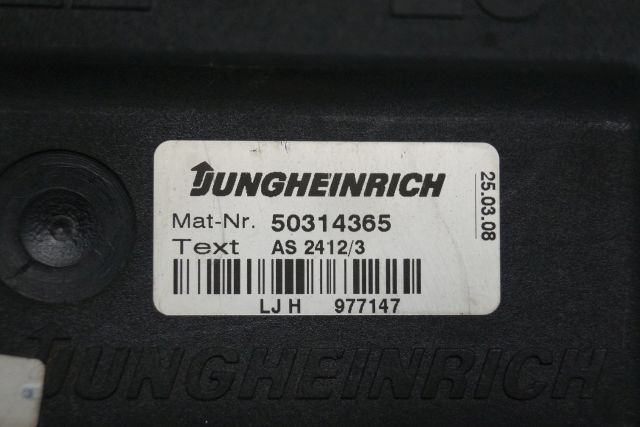 JUNGHEINRICH
Mat-Nr. 50314365
Text AS 2412/3
LJ H 977147
25.03.08
JUNGHEINRICH